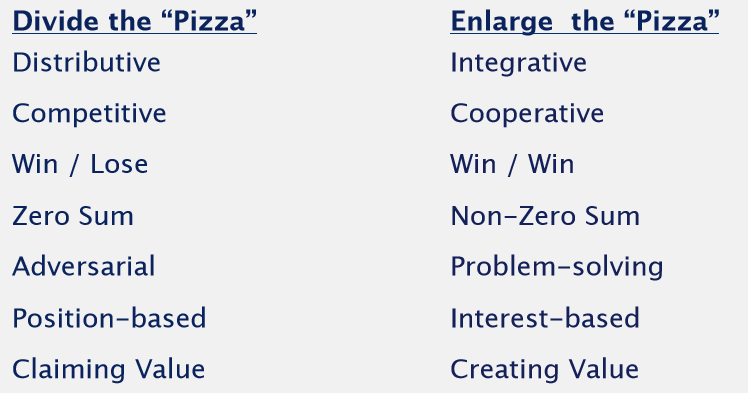 Divide the “Pizza” Enlarge  the “Pizza”
Distributive Integrative
Competitive Cooperative
Win / Lose Win / Win
Zero Sum Non-Zero Sum
Adversarial Problem-solving
Position-based Interest-based
Claiming Value Creating Value